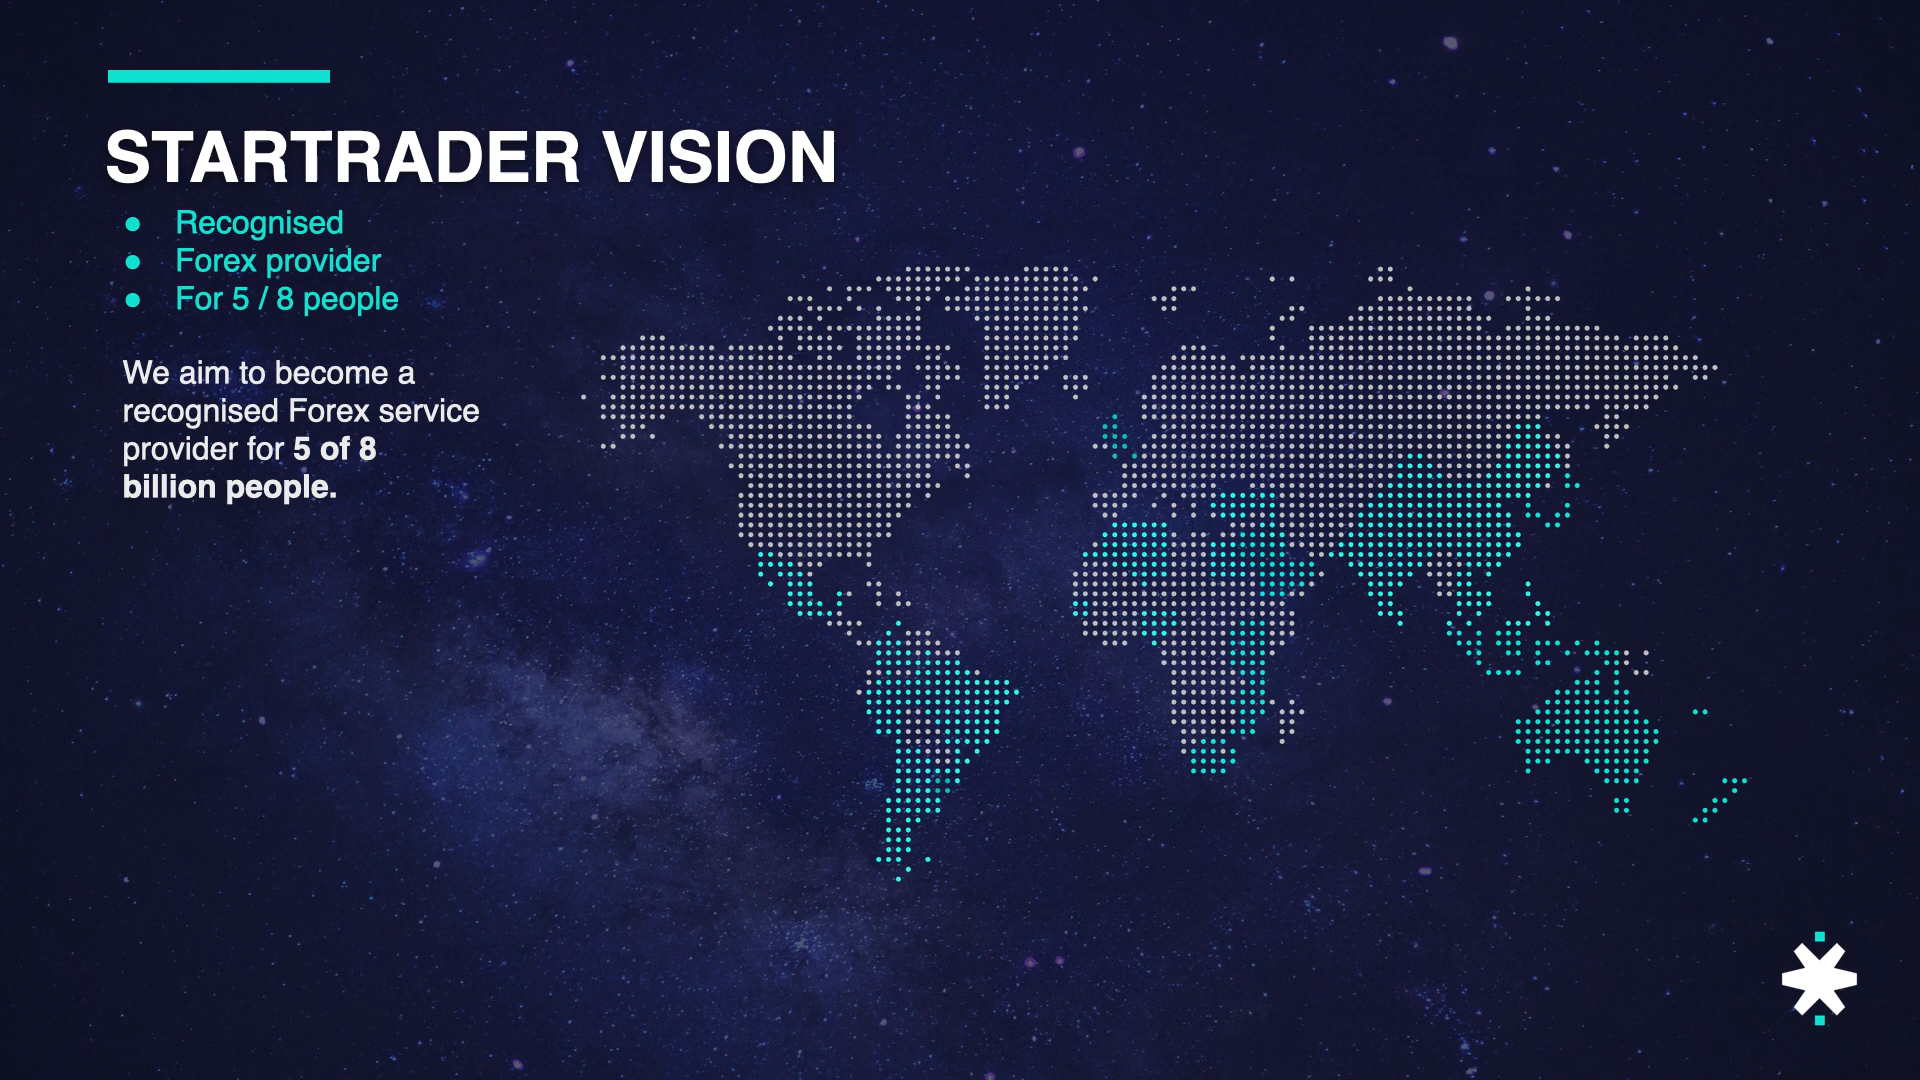 STARTRADER VISION
● Recognised
● Forex provider
● For 5 / 8 people
We aim to become a
recognised Forex service
provider for 5 of 8
billion people.